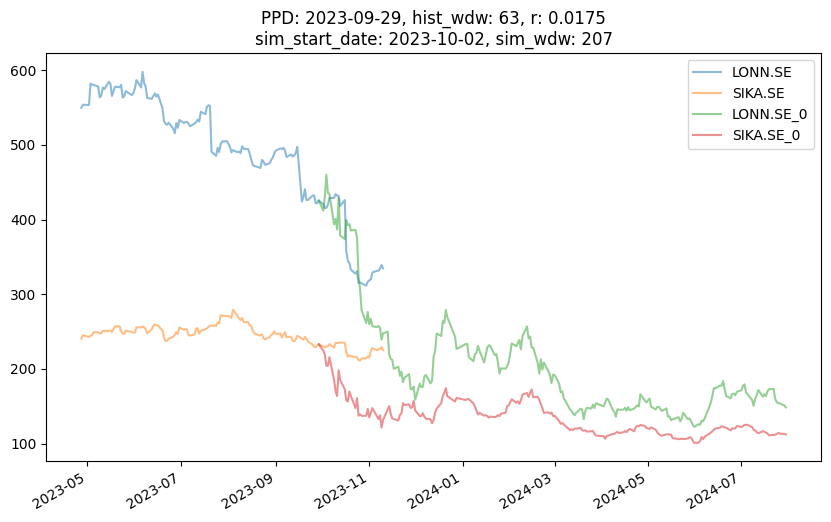 PPD: 2023-09-29, hist_wdw: 63, r: 0.0175
sim_start_date: 2023-10-02, sim_wdw: 207
LONN.SE
SIKA.SE
LONN.SE_0
SIKA.SE_0
600
500
400
300
200
100
2023-05
2023-07
2023-09
2023-11
2024-01
2024-03
2024-05
2024-07